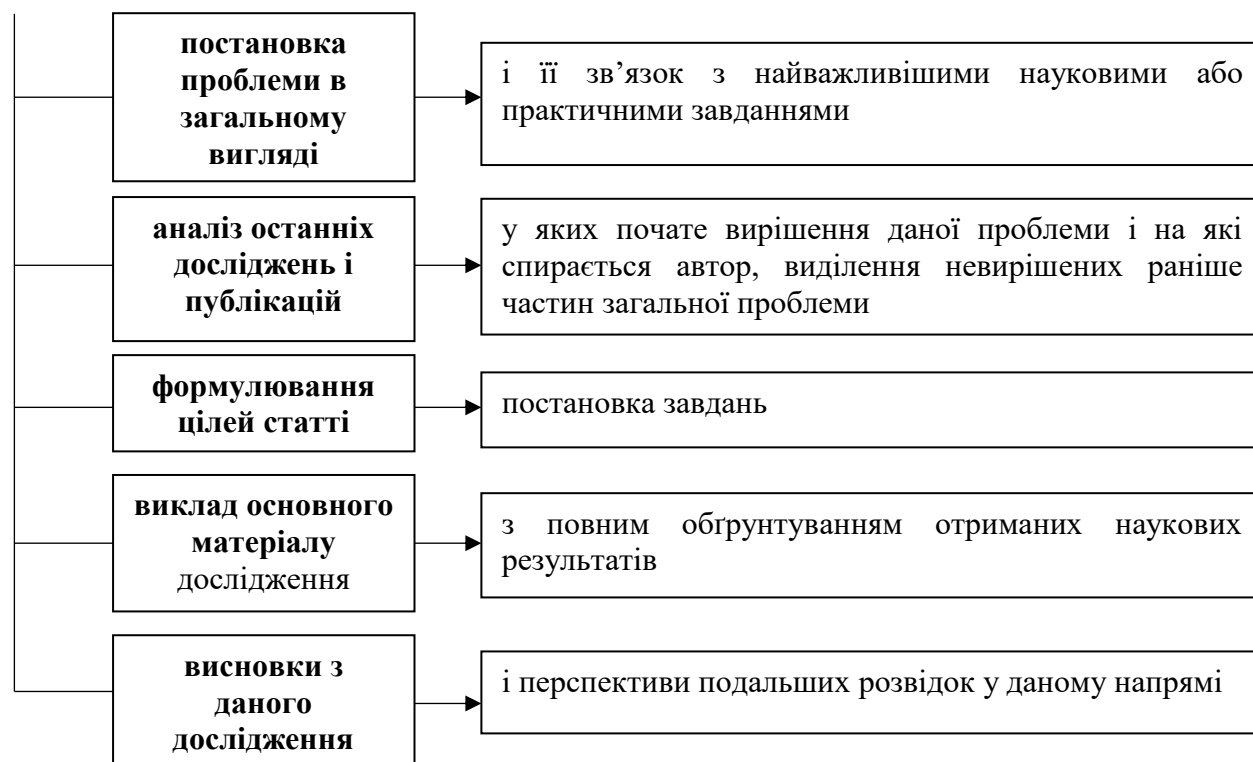 постановка
проблеми в
загальному
вигляді
і її зв’язок з найважливішими науковими або
практичними завданнями
аналіз останніх
досліджень і
публікацій
у яких почате вирішення даної проблеми і на які
спирається автор, виділення невирішених раніше
частин загальної проблеми
формулювання
цілей статті
постановка завдань
виклад основного
матеріалу
дослідження
з повним обґрунтуванням отриманих наукових
результатів
висновки з
даного
дослідження
і перспективи подальших розвідок у даному напрямі